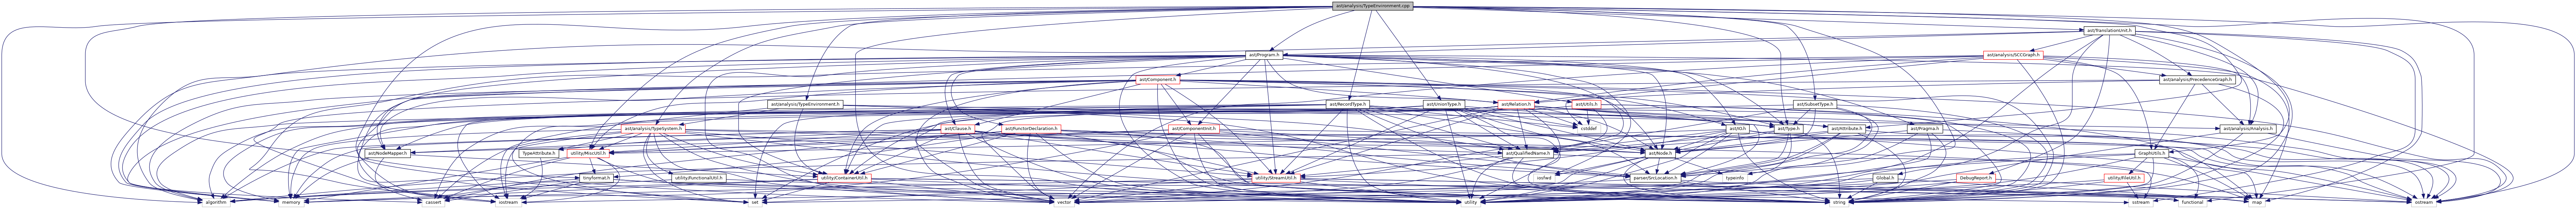 ast/analysis/TypeEnvironment.cpp
ast/TranslationUnit.h
ast/Program.h
ast/analysis/SCCGraph.h
ast/Component.h
ast/analysis/PrecedenceGraph.h
ast/analysis/TypeEnvironment.h
ast/RecordType.h
ast/UnionType.h
ast/Relation.h
ast/Utils.h
ast/SubsetType.h
ast/analysis/TypeSystem.h
ast/Clause.h
ast/FunctorDeclaration.h
ast/ComponentInit.h
cstddef
ast/IO.h
ast/Type.h
ast/Attribute.h
ast/Pragma.h
ast/analysis/Analysis.h
ast/NodeMapper.h
TypeAttribute.h
utility/MiscUtil.h
ast/QualifiedName.h
ast/Node.h
GraphUtils.h
tinyformat.h
utility/FunctionalUtil.h
utility/ContainerUtil.h
utility/StreamUtil.h
iosfwd
parser/SrcLocation.h
typeinfo
Global.h
DebugReport.h
utility/FileUtil.h
algorithm
memory
cassert
iostream
set
vector
utility
string
sstream
functional
map
ostream